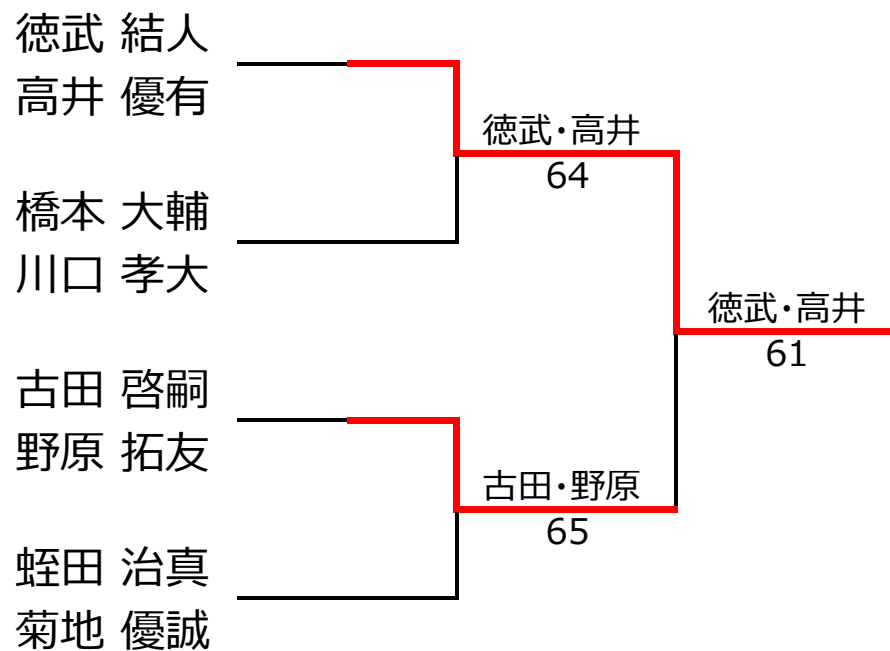 徳武 結人
高井 優有
徳武・高井
64
橋本 大輔
川口 孝大
徳武・高井
61
古田 啓嗣
野原 拓友
古田・野原
65
蛭田 治真
菊地 優誠